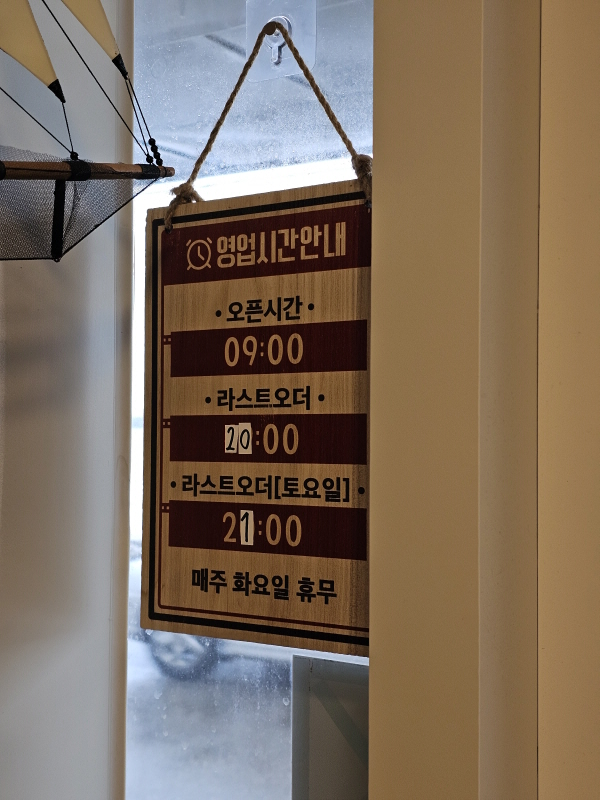 영업시간안내
• 오픈시간 •
09:00
• 라스트오더 •
20:00
• 라스트오더[토요일] •
21:00
매주 화요일 휴무